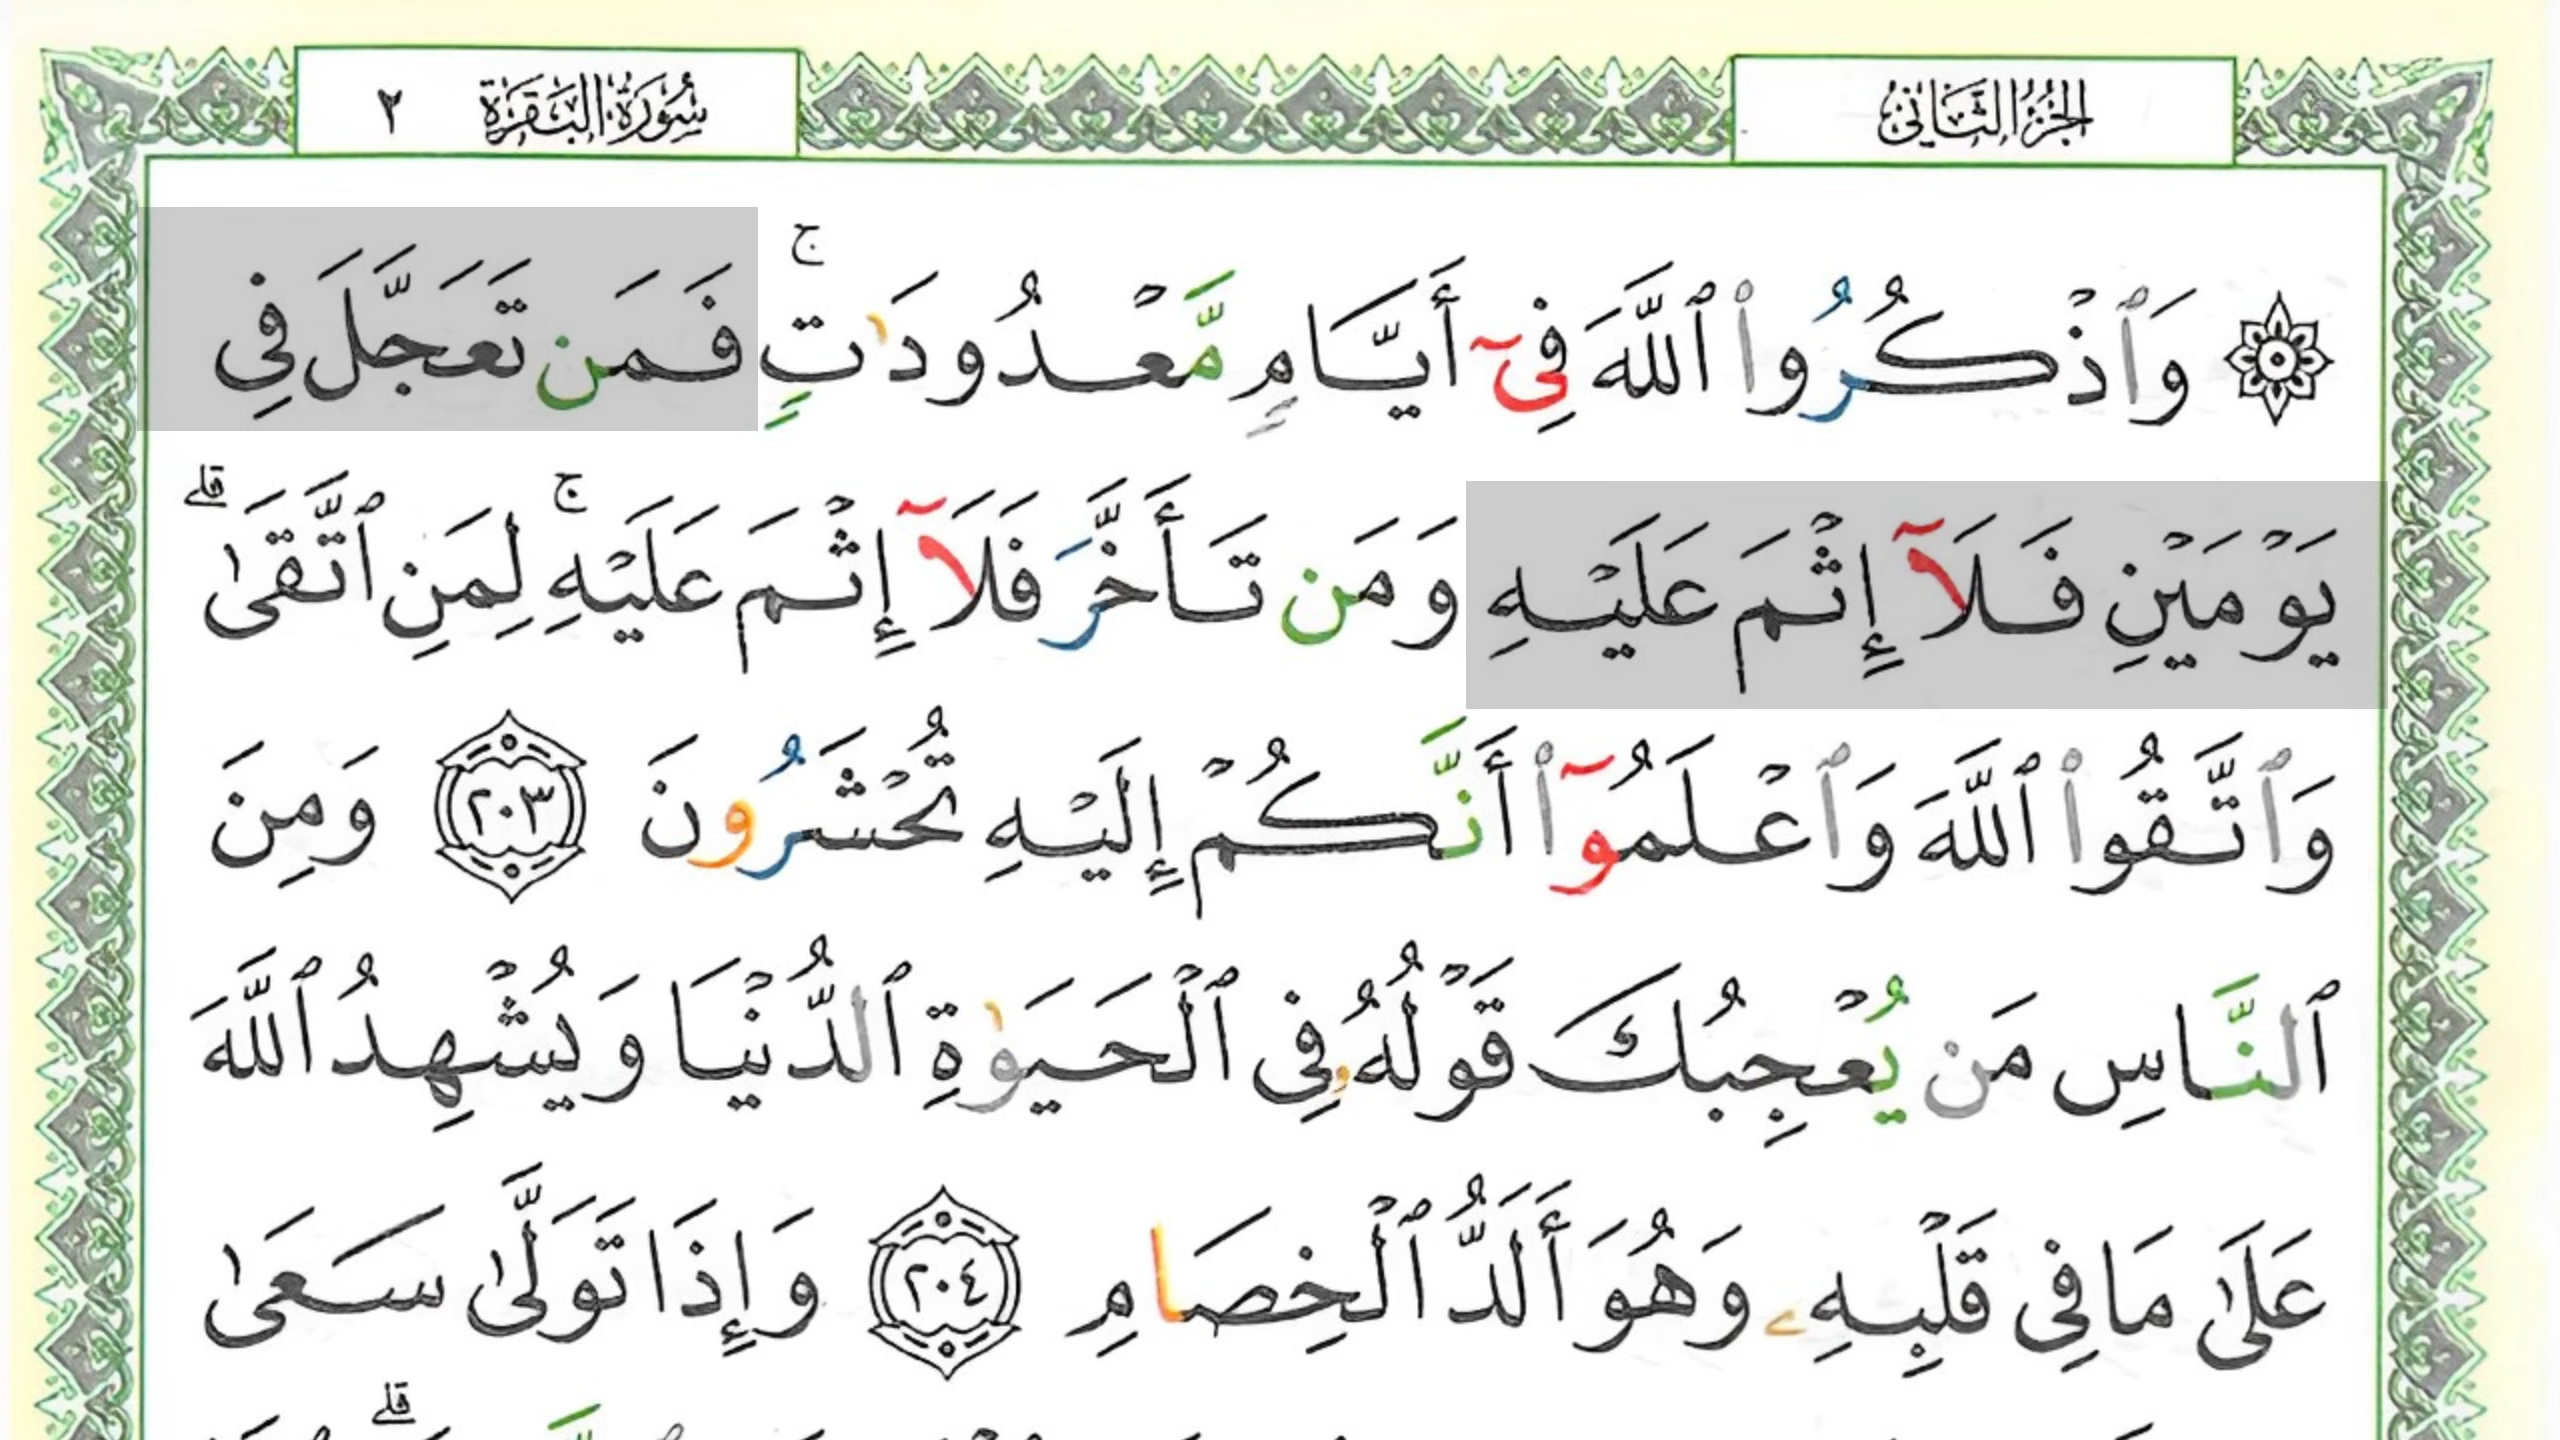 الجزء الثاني
سورة البقرة ٢
۞ وَٱذۡكُرُواْ ٱللَّهَ فِيٓ أَيَّامٖ مَّعۡدُودَٰتٖۚ فَمَن تَعَجَّلَ فِي
يَوۡمَيۡنِ فَلَآ إِثۡمَ عَلَيۡهِ وَمَن تَأَخَّرَ فَلَآ إِثۡمَ عَلَيۡهِۚ لِمَنِ ٱتَّقَىٰۗ
وَٱتَّقُواْ ٱللَّهَ وَٱعۡلَمُوٓاْ أَنَّكُمۡ إِلَيۡهِ تُحۡشَرُونَ ٢٠٣ وَمِنَ
ٱلنَّاسِ مَن يُعۡجِبُكَ قَوۡلُهُۥ فِي ٱلۡحَيَوٰةِ ٱلدُّنۡيَا وَيُشۡهِدُ ٱللَّهَ
عَلَىٰ مَا فِي قَلۡبِهِۦ وَهُوَ أَلَدُّ ٱلۡخِصَامِ ٢٠٤ وَإِذَا تَوَلَّىٰ سَعَىٰ